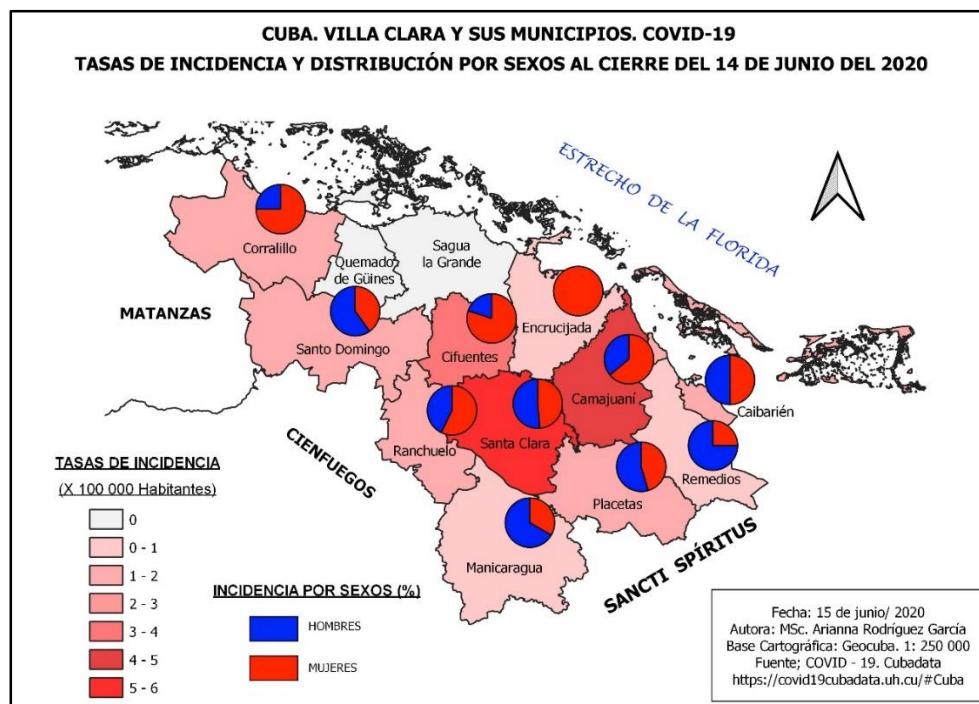 CUBA. VILLA CLARA Y SUS MUNICIPIOS. COVID-19
TASAS DE INCIDENCIA Y DISTRIBUCIÓN POR SEXOS AL CIERRE DEL 14 DE JUNIO DEL 2020
ESTRECHO DE LA FLORIDA
Corralillo
Quemado
de Güines
Sagua
la Grande
MATANZAS
Santo Domingo
Cifuentes
Encrucijada
Camajuaní
Caibarién
CIENFUEGOS
Ranchuelo
Santa Clara
Placetas
Remedios
Manicaragua
SANCTI SPÍRITUS
TASAS DE INCIDENCIA
(X 100 000 Habitantes)
0
0 - 1
1 - 2
2 - 3
3 - 4
4 - 5
5 - 6
INCIDENCIA POR SEXOS (%)
HOMBRES
MUJERES
Fecha: 15 de junio/ 2020
Autora: MSc. Arianna Rodríguez García
Base Cartográfica: Geocuba. 1: 250 000
Fuente; COVID - 19. Cubadata
https://covid19cubadata.uh.cu/#Cuba